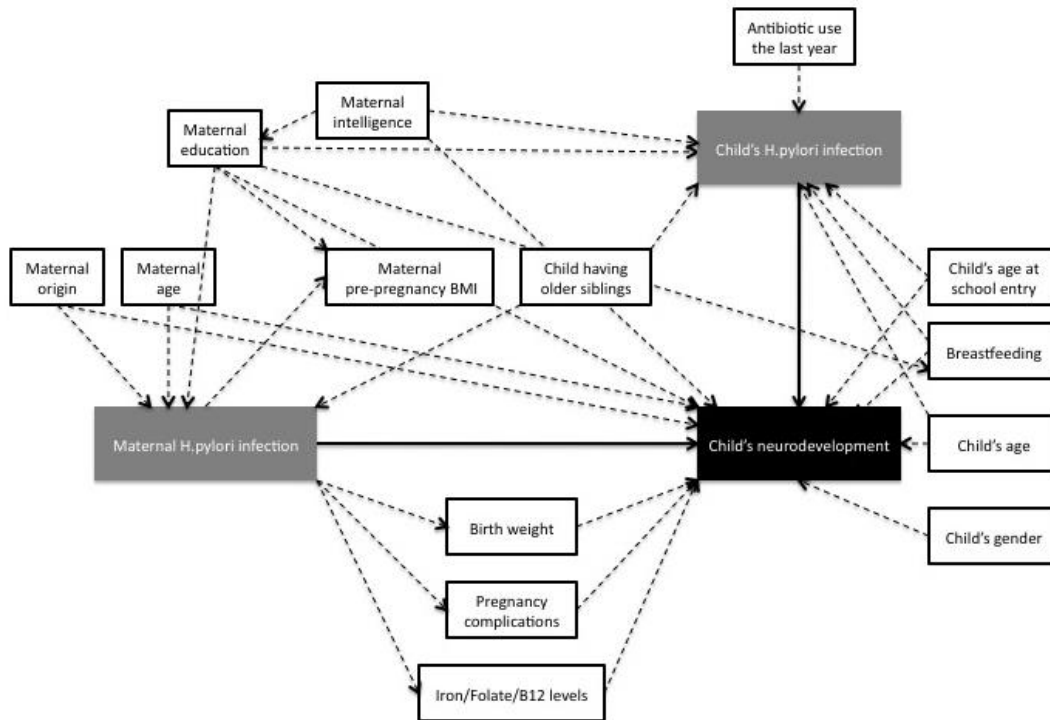 Antibiotic use
the last year
Maternal
intelligence
Maternal
education
Child's H.pylori infection
Maternal
origin
Maternal
age
Maternal
pre-pregnancy BMI
Child having
older siblings
Child's age at
school entry
Breastfeeding
Maternal H.pylori infection
Child's neurodevelopment
Child's age
Birth weight
Child's gender
Pregnancy
complications
Iron/Folate/B12 levels